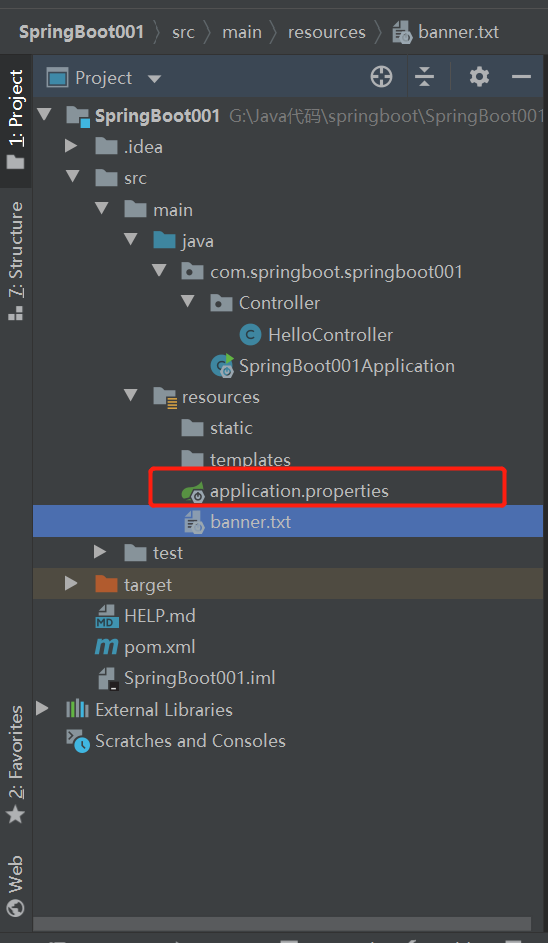 SpringBoot001 src main resources banner.txt
Project
1: Project
SpringBoot001 G:\Java代码\springboot\SpringBoot001
.idea
src
main
java
com.springboot.springboot001
Controller
C HelloController
C SpringBoot001Application
resources
static
templates
application.properties
banner.txt
test
target
MD HELP.md
m pom.xml
SpringBoot001.iml
External Libraries
Scratches and Consoles
7: Structure
2: Favorites
Web